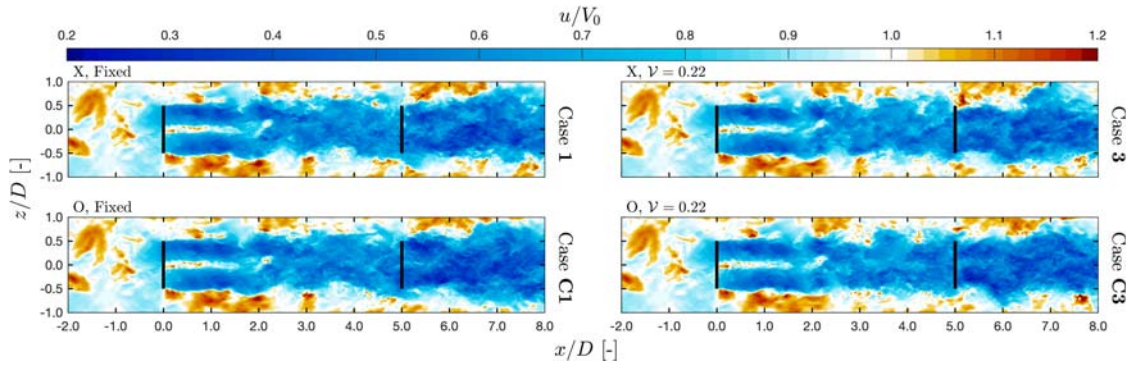 u/V₀
0.2 0.3 0.4 0.5 0.6 0.7 0.8 0.9 1.0 1.1 1.2
X, Fixed
1.0
0.5
0.0
-0.5
-1.0
Case 1
X, 𝒱 = 0.22
Case 3
z/D [-]
O, Fixed
1.0
0.5
0.0
-0.5
-1.0
-2.0 -1.0 0.0 1.0 2.0 3.0 4.0 5.0 6.0 7.0 8.0
Case C1
O, 𝒱 = 0.22
-2.0 -1.0 0.0 1.0 2.0 3.0 4.0 5.0 6.0 7.0 8.0
Case C3
x/D [-]